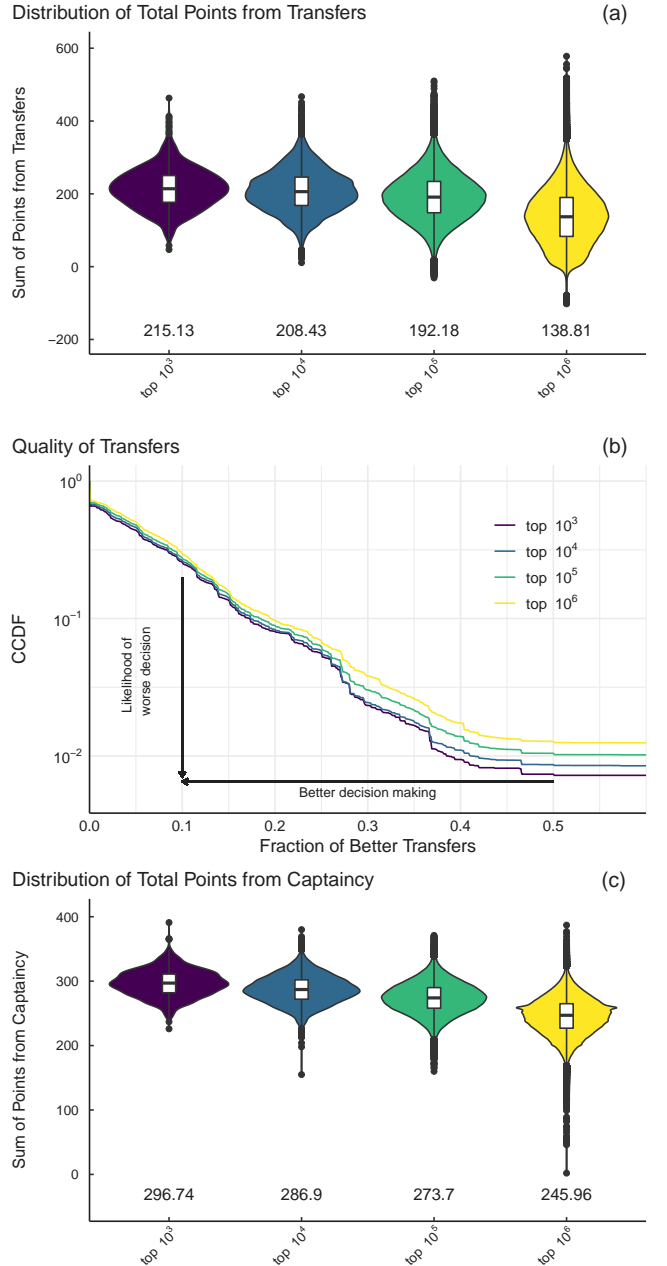 Distribution of Total Points from Transfers (a)
Sum of Points from Transfers
600
400
200
0
−200
215.13 208.43 192.18 138.81
top 10³ top 10⁴ top 10⁵ top 10⁶
Quality of Transfers (b)
CCDF
10⁰
10⁻¹
10⁻²
top 10³
top 10⁴
top 10⁵
top 10⁶
Likelihood of
worse decision
Better decision making
0.0 0.1 0.2 0.3 0.4 0.5
Fraction of Better Transfers
Distribution of Total Points from Captaincy (c)
Sum of Points from Captaincy
400
300
200
100
0
296.74 286.9 273.7 245.96
top 10³ top 10⁴ top 10⁵ top 10⁶